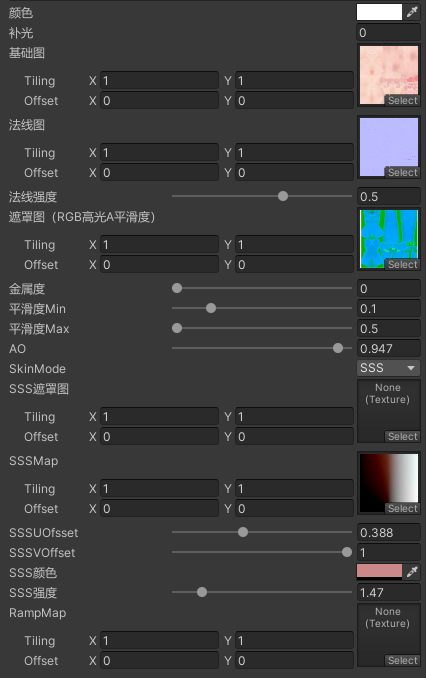 颜色
补光 0
基础图
Tiling X 1 Y 1
Offset X 0 Y 0
Select
法线图
Tiling X 1 Y 1
Offset X 0 Y 0
Select
法线强度 0.5
遮罩图（RGB高光A平滑度）
Tiling X 1 Y 1
Offset X 0 Y 0
Select
金属度 0
平滑度Min 0.1
平滑度Max 0.5
AO 0.947
SkinMode SSS
SSS遮罩图 None
(Texture)
Tiling X 1 Y 1
Offset X 0 Y 0
Select
SSSMap
Tiling X 1 Y 1
Offset X 0 Y 0
Select
SSSUOfsset 0.388
SSSVOffset 1
SSS颜色
SSS强度 1.47
RampMap None
(Texture)
Tiling X 1 Y 1
Offset X 0 Y 0
Select